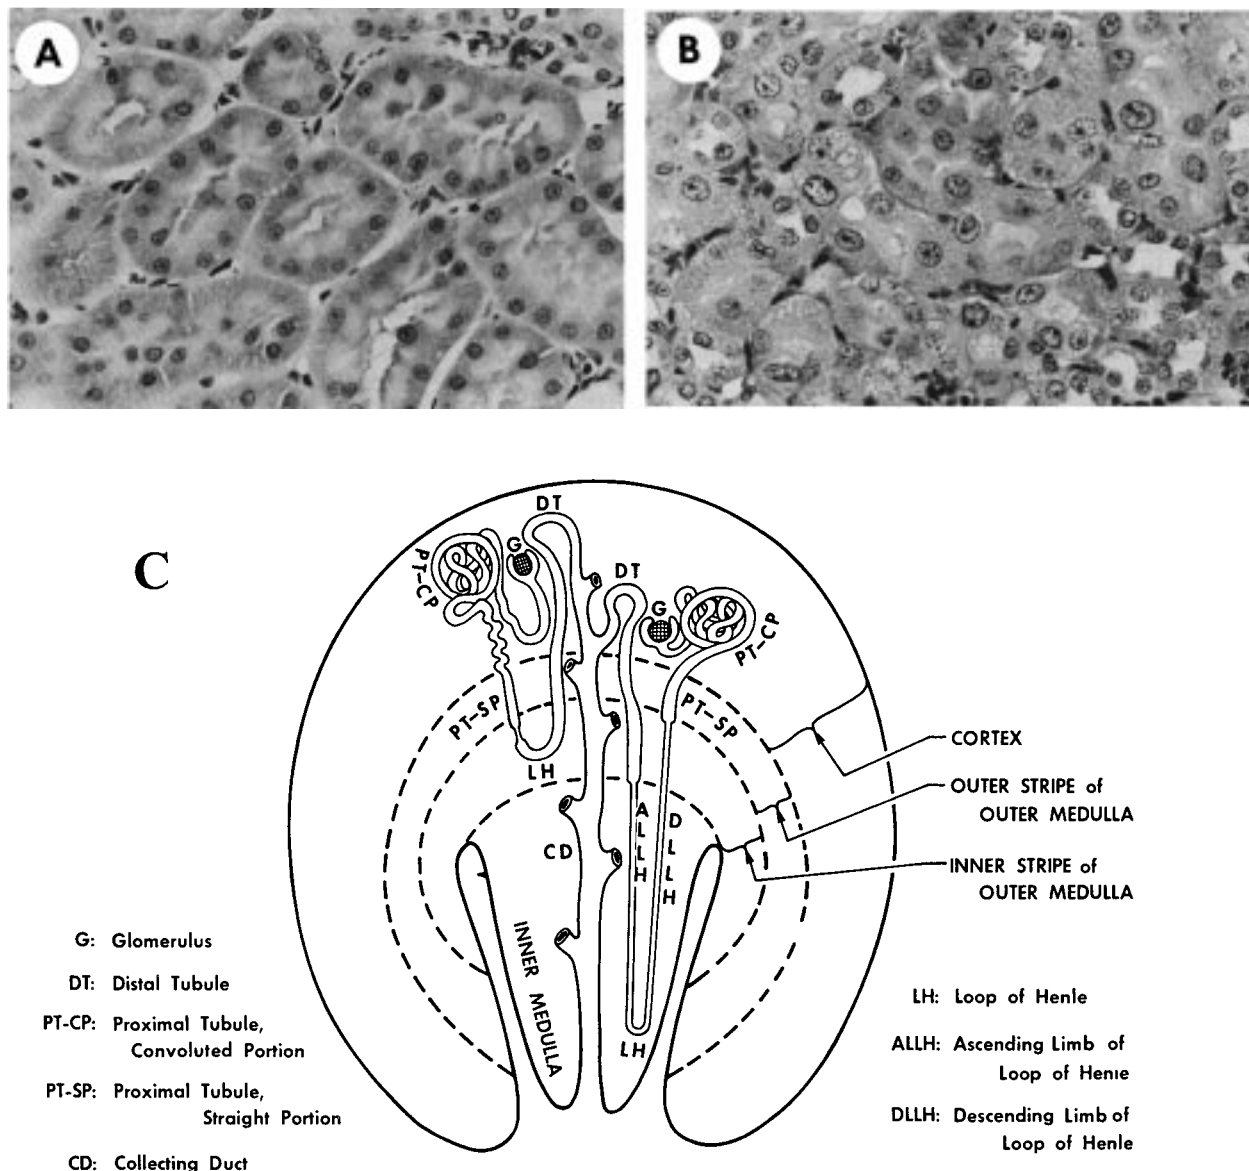 A
B
C
DT
G
PT-CP
DT
G
PT-CP
PT-SP
PT-SP
LH
CORTEX
OUTER STRIPE of
OUTER MEDULLA
ALLH
DLLH
CD
INNER STRIPE of
OUTER MEDULLA
INNER MEDULLA
LH
G: Glomerulus
DT: Distal Tubule
PT-CP: Proximal Tubule,
Convoluted Portion
PT-SP: Proximal Tubule,
Straight Portion
CD: Collecting Duct
LH: Loop of Henle
ALLH: Ascending Limb of
Loop of Henle
DLLH: Descending Limb of
Loop of Henle